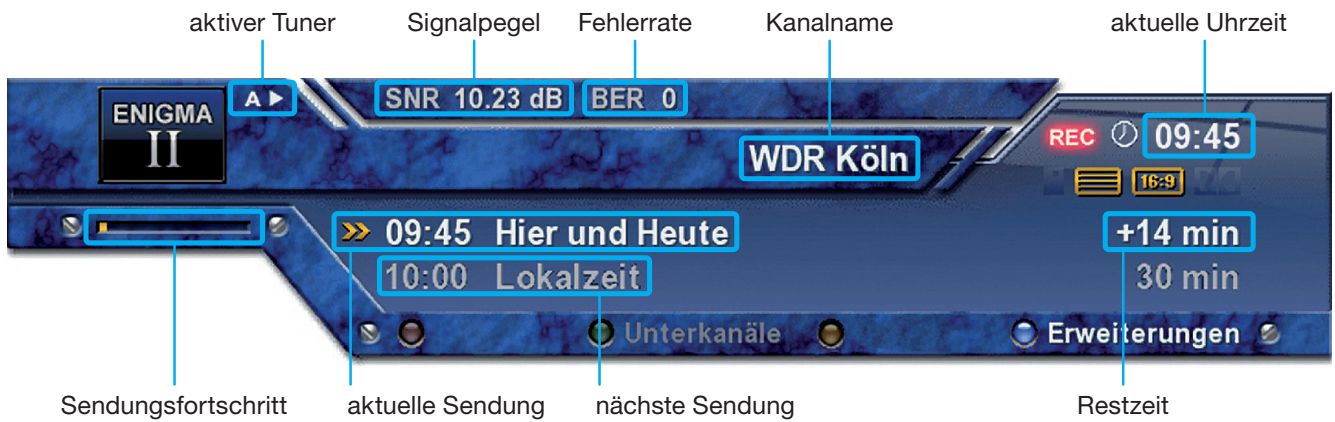 aktiver Tuner Signalpegel Fehlerrate Kanalname aktuelle Uhrzeit
A SNR 10.23 dB BER 0
ENIGMA
II
REC 09:45
WDR Köln
16:9
09:45 Hier und Heute +14 min
10:00 Lokalzeit 30 min
Unterkanäle Erweiterungen
Sendungsfortschritt aktuelle Sendung nächste Sendung Restzeit